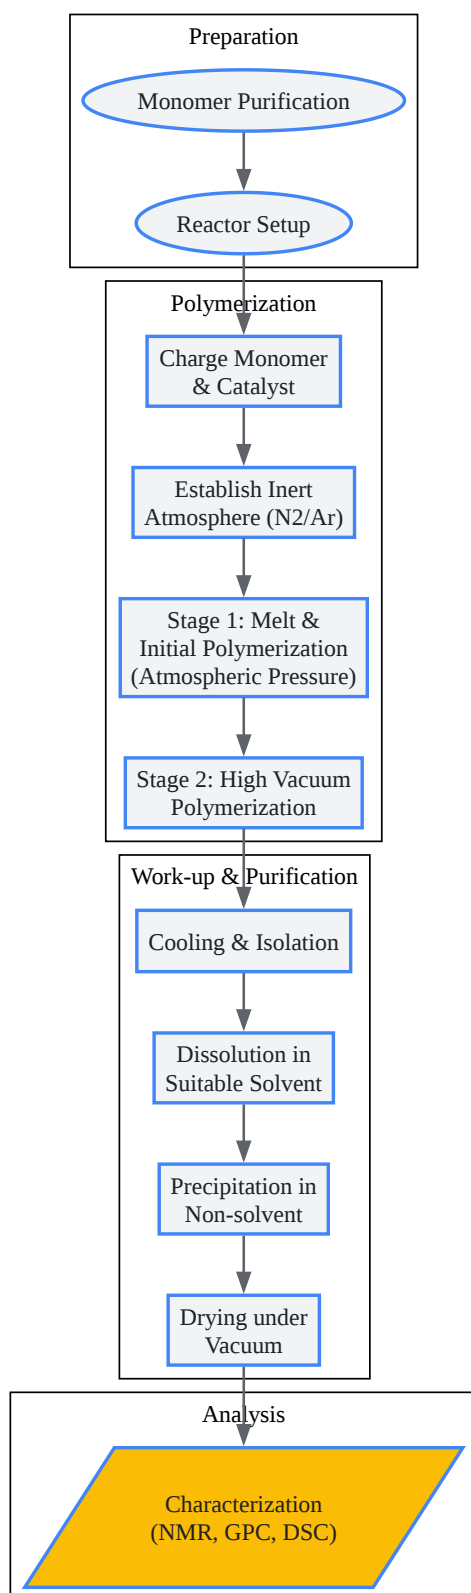 Preparation
Monomer Purification
Reactor Setup
Polymerization
Charge Monomer
& Catalyst
Establish Inert
Atmosphere (N2/Ar)
Stage 1: Melt &
Initial Polymerization
(Atmospheric Pressure)
Stage 2: High Vacuum
Polymerization
Work-up & Purification
Cooling & Isolation
Dissolution in
Suitable Solvent
Precipitation in
Non-solvent
Drying under
Vacuum
Analysis
Characterization
(NMR, GPC, DSC)